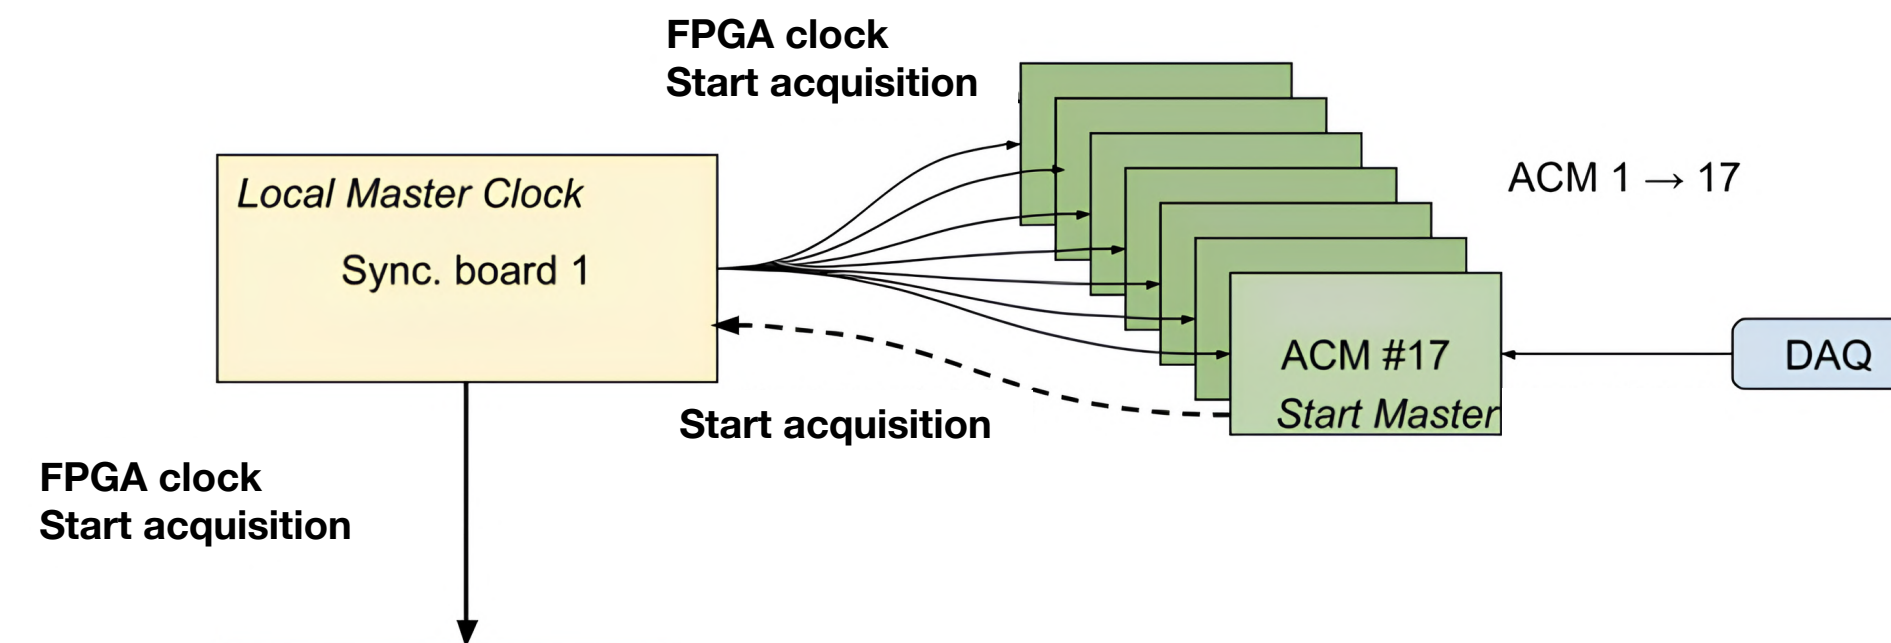 FPGA clock
Start acquisition
Local Master Clock
Sync. board 1
ACM 1 → 17
ACM #17
Start Master
DAQ
Start acquisition
FPGA clock
Start acquisition